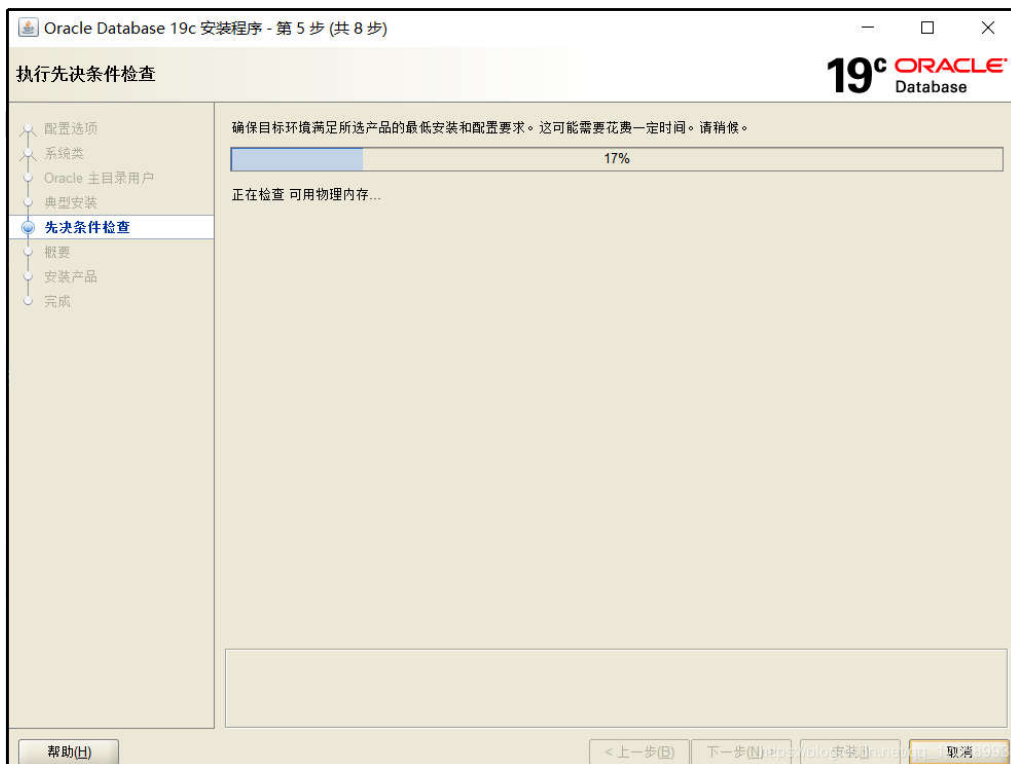 Oracle Database 19c 安装程序 - 第 5 步 (共 8 步)
执行先决条件检查
19c ORACLE
Database
配置选项
系统类
Oracle 主目录用户
典型安装
先决条件检查
概要
安装产品
完成
确保目标环境满足所选产品的最低安装和配置要求。这可能需要花费一定时间。请稍候。
17%
正在检查 可用物理内存...
帮助(H)
< 上一步(B)
下一步(N) >
安装(I)
取消